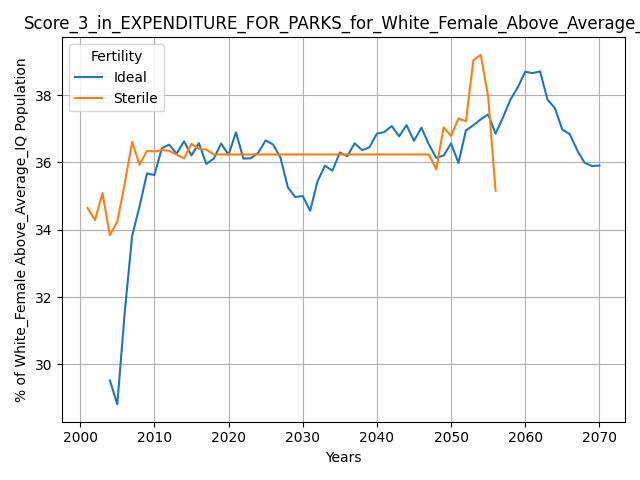 Score_3_in_EXPENDITURE_FOR_PARKS_for_White_Female_Above_Average_
Fertility
Ideal
Sterile
% of White_Female Above_Average_IQ Population
38
36
34
32
30
2000 2010 2020 2030 2040 2050 2060 2070
Years